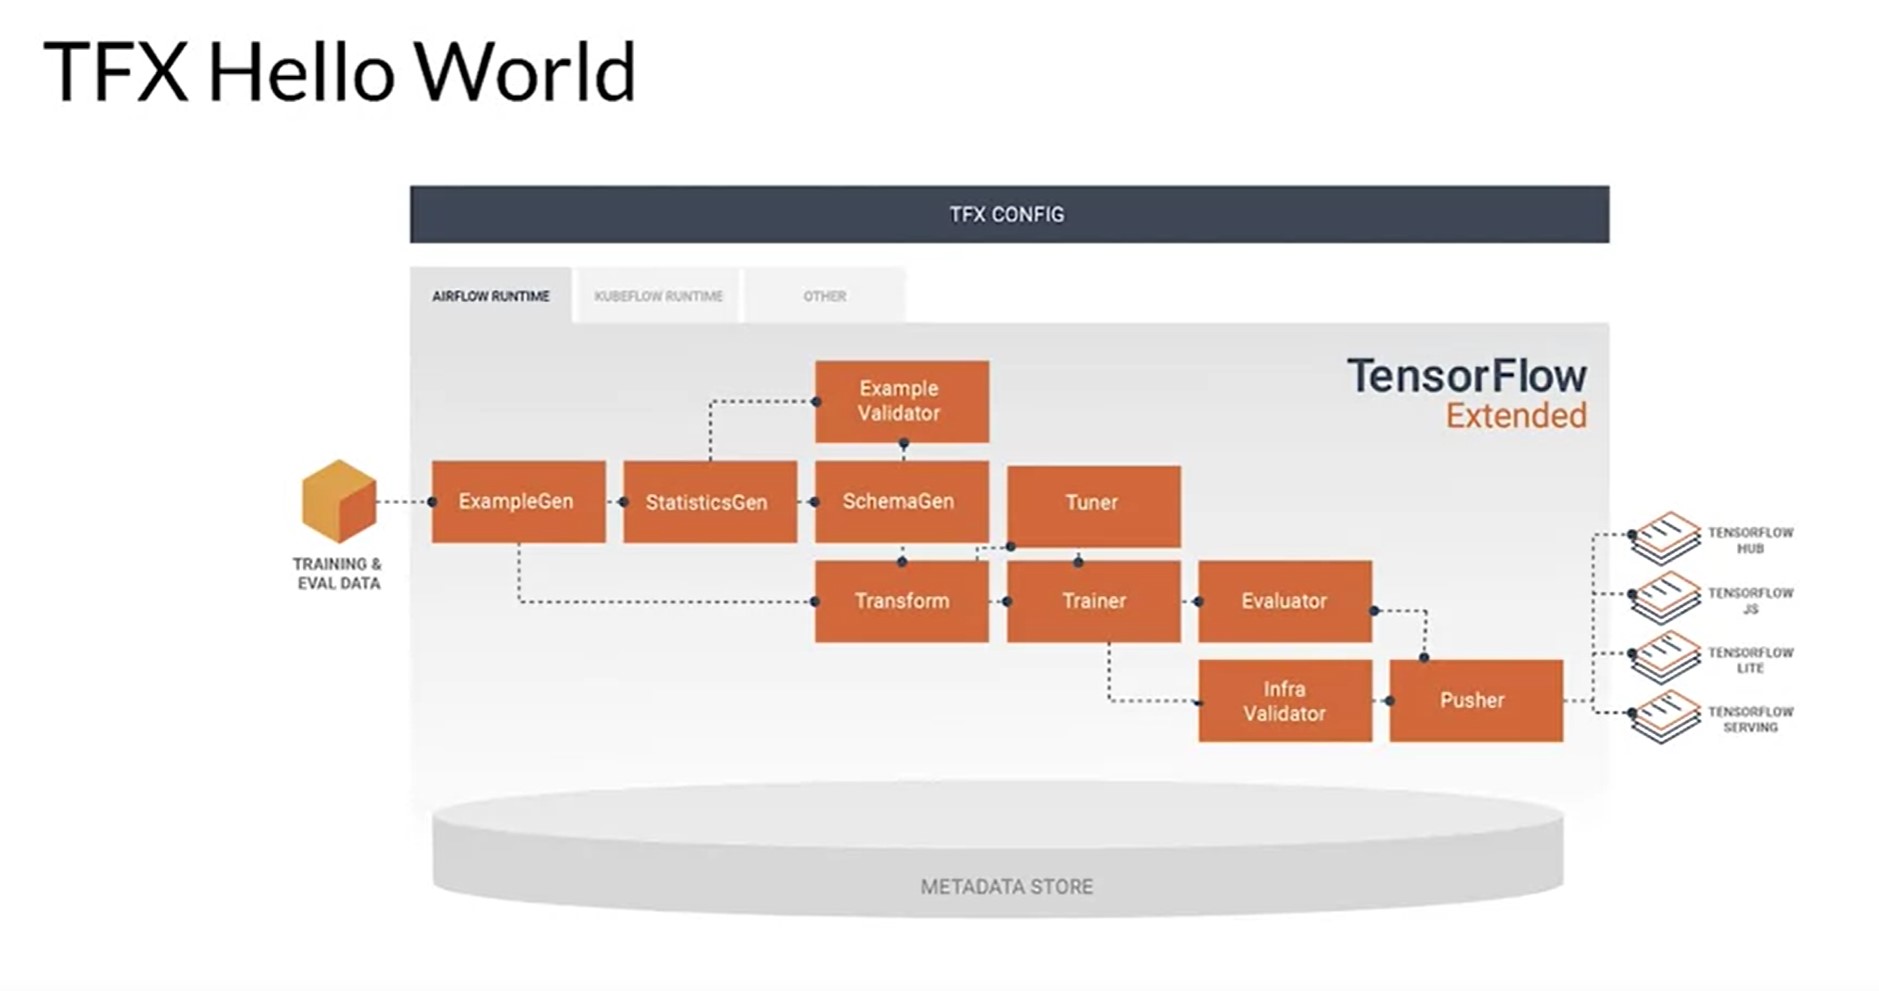 TFX Hello World
TFX CONFIG
AIRFLOW RUNTIME
KUBEFLOW RUNTIME
OTHER
TensorFlow
Extended
Example
Validator
ExampleGen
StatisticsGen
SchemaGen
Tuner
TRAINING &
EVAL DATA
Transform
Trainer
Evaluator
Infra
Validator
Pusher
TENSORFLOW
HUB
TENSORFLOW
JS
TENSORFLOW
LITE
TENSORFLOW
SERVING
METADATA STORE